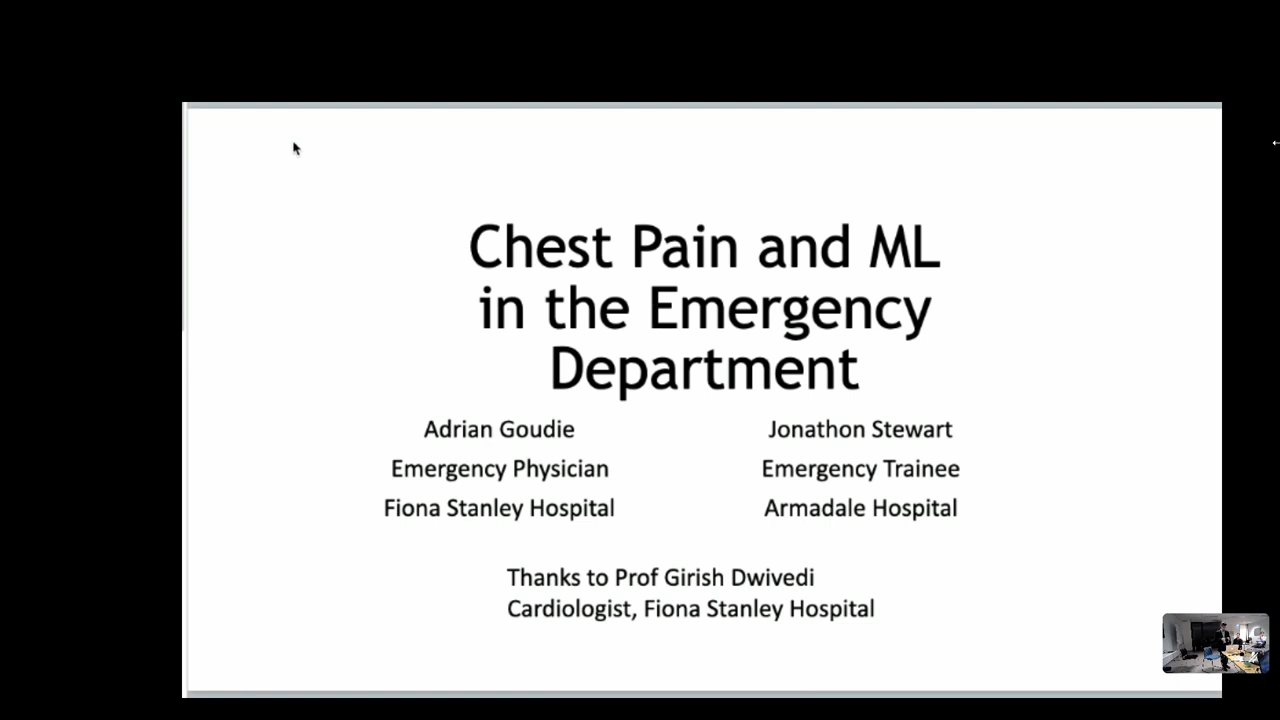 Chest Pain and ML
in the Emergency
Department
Adrian Goudie
Emergency Physician
Fiona Stanley Hospital
Jonathon Stewart
Emergency Trainee
Armadale Hospital
Thanks to Prof Girish Dwivedi
Cardiologist, Fiona Stanley Hospital